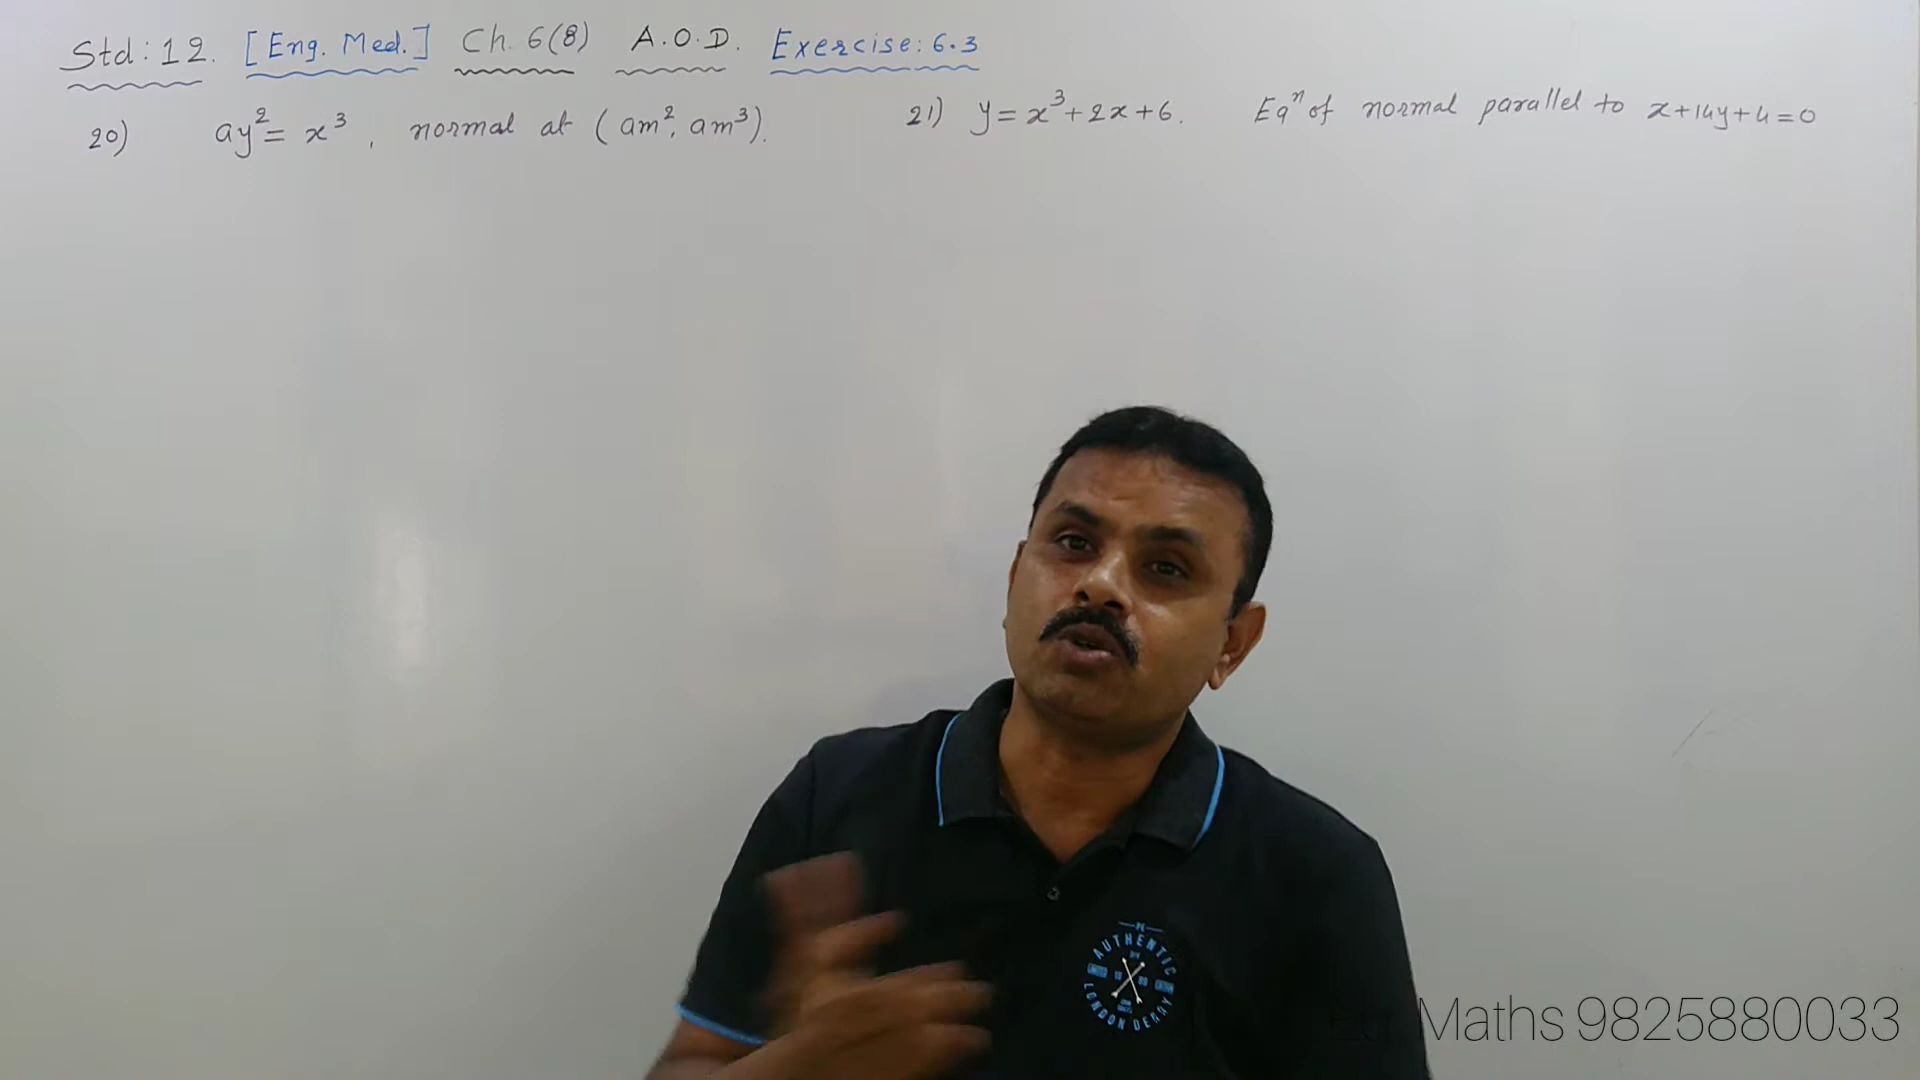 Std: 12. [Eng. Med.] Ch. 6(8) A.O.D. Exercise: 6.3
20) ay² = x³, normal at (am², am³).
21) y = x³+2x+6. Eqⁿ of normal parallel to x+14y+4=0
AUTHENTIC
LONDON DERRY
Maths 9825880033